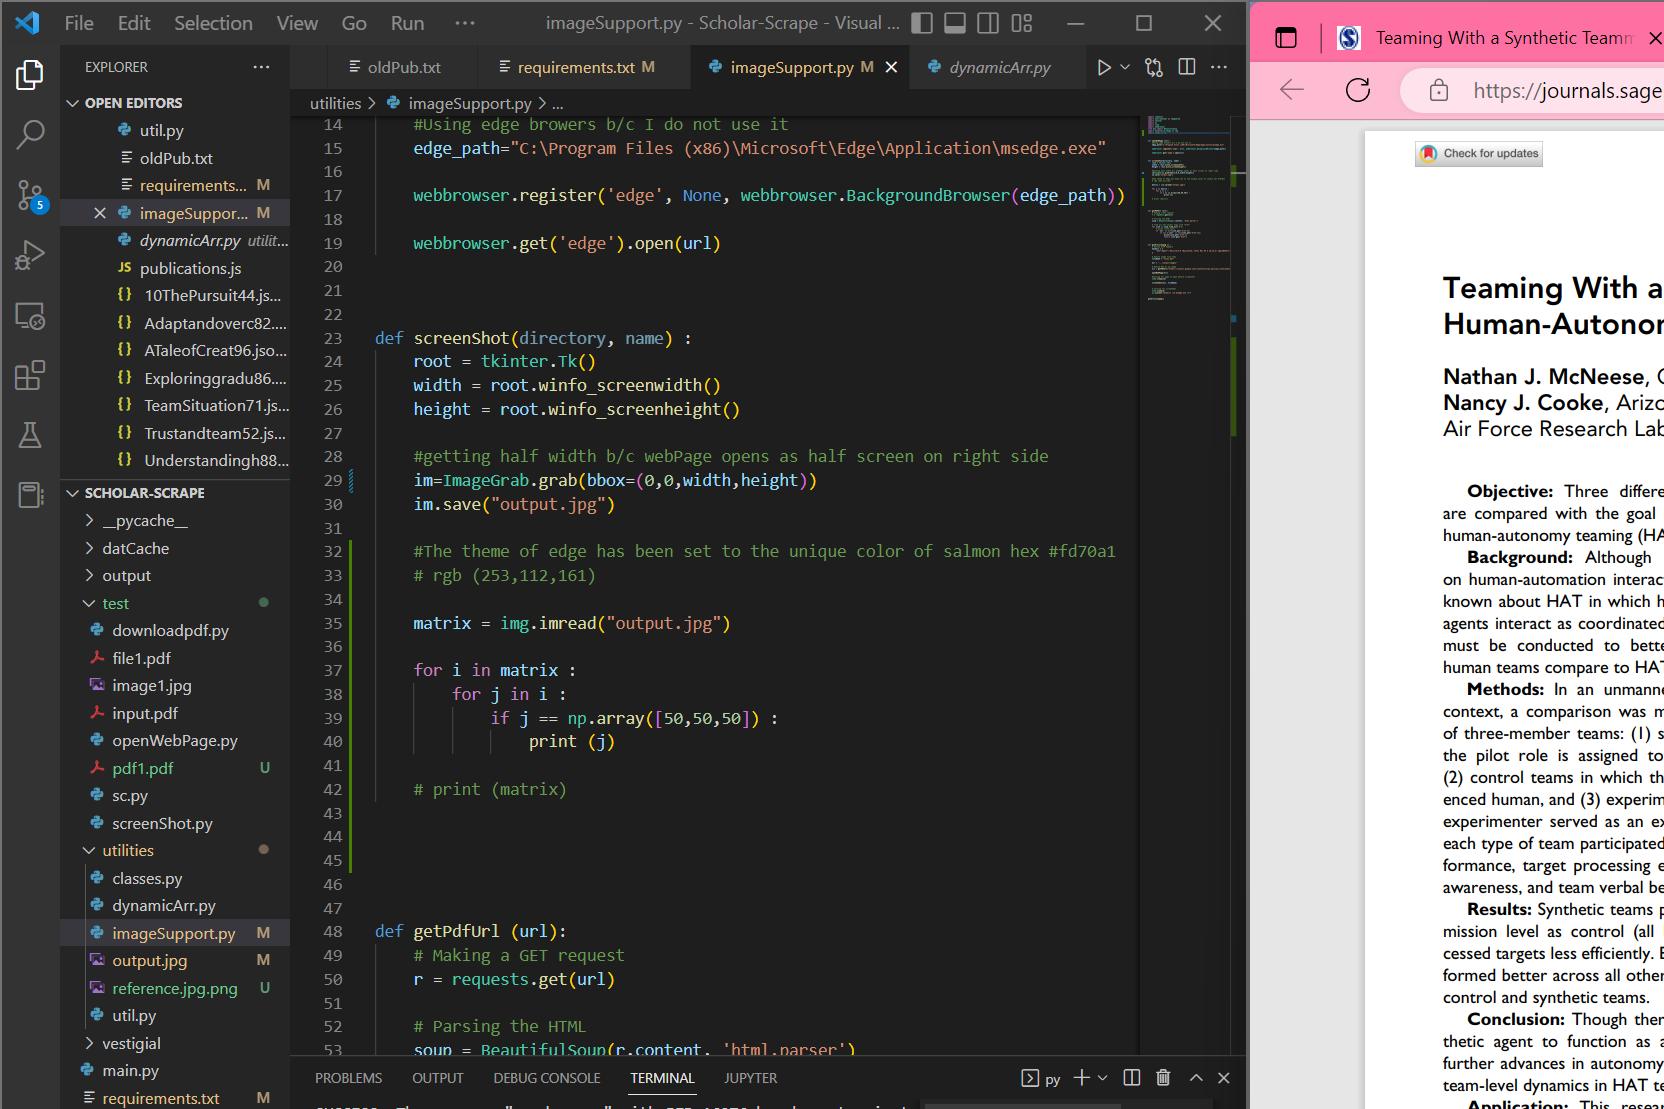 File Edit Selection View Go Run ··· imageSupport.py - Scholar-Scrape - Visual ...
EXPLORER ···
OPEN EDITORS
util.py
oldPub.txt
requirements... M
imageSuppor... M
dynamicArr.py utilit...
publications.js
10ThePursuit44.js...
Adaptandoverc82....
ATaleofCreat96.jso...
Exploringgradu86....
TeamSituation71.js...
Trustandteam52.js...
Understandingh88...
SCHOLAR-SCRAPE
__pycache__
datCache
output
test
downloadpdf.py
file1.pdf
image1.jpg
input.pdf
openWebPage.py
pdf1.pdf U
sc.py
screenShot.py
utilities
classes.py
dynamicArr.py
imageSupport.py M
output.jpg M
reference.jpg.png U
util.py
vestigial
main.py
requirements.txt M
5
oldPub.txt requirements.txt M imageSupport.py M dynamicArr.py
utilities > imageSupport.py > ...
14 #Using edge browers b/c I do not use it
15 edge_path="C:\Program Files (x86)\Microsoft\Edge\Application\msedge.exe"
16
17 webbrowser.register('edge', None, webbrowser.BackgroundBrowser(edge_path))
18
19 webbrowser.get('edge').open(url)
20
21
22
23 def screenShot(directory, name) :
24 root = tkinter.Tk()
25 width = root.winfo_screenwidth()
26 height = root.winfo_screenheight()
27
28 #getting half width b/c webPage opens as half screen on right side
29 im=ImageGrab.grab(bbox=(0,0,width,height))
30 im.save("output.jpg")
31
32 #The theme of edge has been set to the unique color of salmon hex #fd70a1
33 # rgb (253,112,161)
34
35 matrix = img.imread("output.jpg")
36
37 for i in matrix :
38 for j in i :
39 if j == np.array([50,50,50]) :
40 print (j)
41
42 # print (matrix)
43
44
45
46
47
48 def getPdfUrl (url):
49 # Making a GET request
50 r = requests.get(url)
51
52 # Parsing the HTML
53 soup = BeautifulSoup(r.content, 'html.parser')
PROBLEMS OUTPUT DEBUG CONSOLE TERMINAL JUPYTER
py
Teaming With a Synthetic Teamm
https://journals.sage
Check for updates
Teaming With a
Human-Autonor
Nathan J. McNeese, C
Nancy J. Cooke, Arizo
Air Force Research Lab
Objective: Three differe
are compared with the goal
human-autonomy teaming (HA
Background: Although
on human-automation interact
known about HAT in which h
agents interact as coordinated
must be conducted to bette
human teams compare to HAT
Methods: In an unmanne
context, a comparison was m
of three-member teams: (1) s
the pilot role is assigned to
(2) control teams in which th
enced human, and (3) experim
experimenter served as an ex
each type of team participated
formance, target processing e
awareness, and team verbal be
Results: Synthetic teams p
mission level as control (all
cessed targets less efficiently. E
formed better across all other
control and synthetic teams.
Conclusion: Though ther
thetic agent to function as a
further advances in autonomy
team-level dynamics in HAT te
Application: This resear